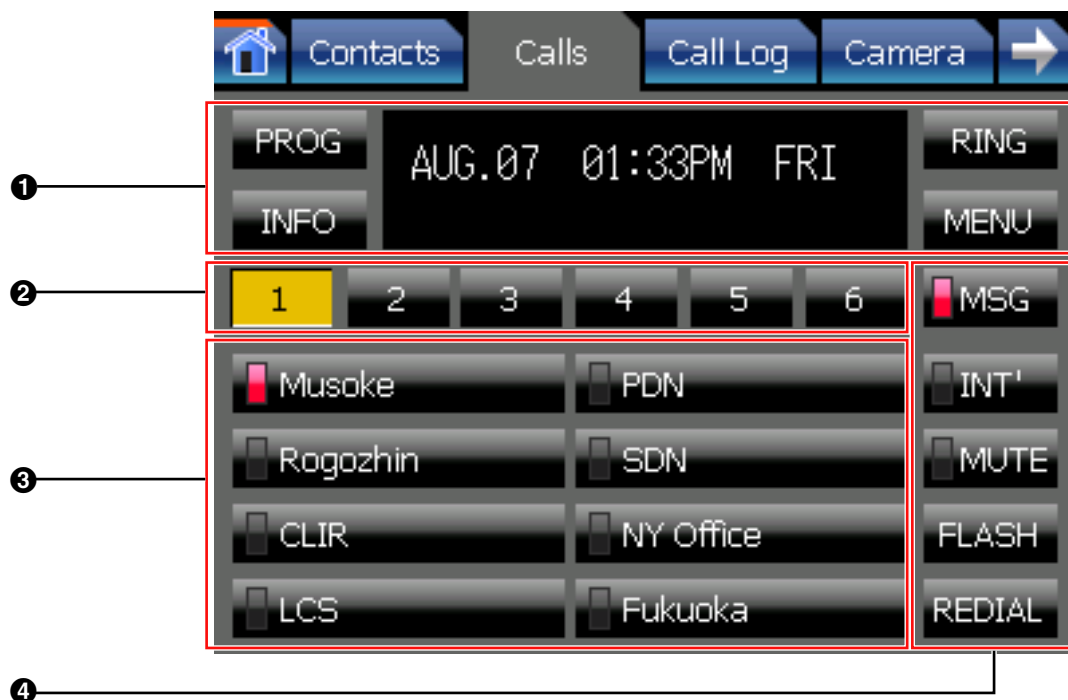 Contacts Calls Call Log Camera
PROG AUG.07 01:33PM FRI RING
❶
INFO MENU
❷ 1 2 3 4 5 6 MSG
Musoke PDN INT'
❸ Rogozhin SDN MUTE
CLIR NY Office FLASH
LCS Fukuoka REDIAL
❹